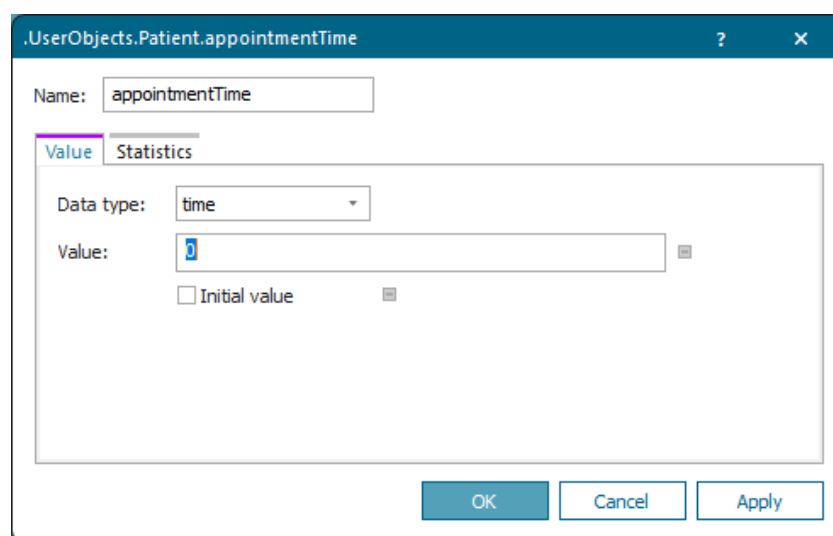 .UserObjects.Patient.appointmentTime ? ×
Name: appointmentTime
Value Statistics
Data type: time
Value: 0
Initial value
OK Cancel Apply